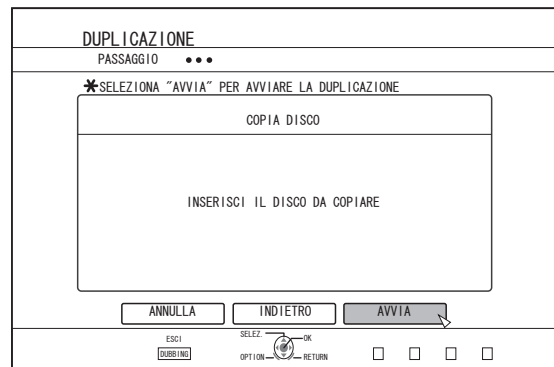 DUPLICAZIONE
PASSAGGIO
*SELEZIONA "AVVIA" PER AVVIARE LA DUPLICAZIONE
COPIA DISCO
INSERISCI IL DISCO DA COPIARE
ANNULLA INDIETRO AVVIA
ESCI SELEZ. OK
DUBBING OPTION RETURN